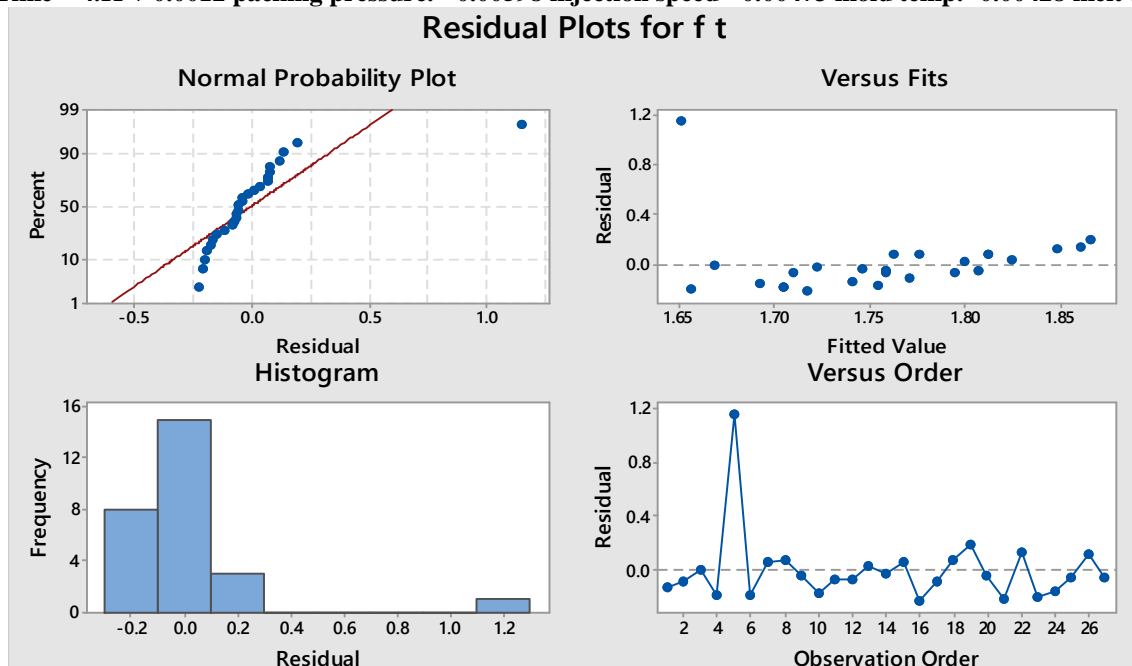 Residual Plots for f t
Normal Probability Plot
99
90
50
10
1
Percent
-0.5 0.0 0.5 1.0
Residual
Versus Fits
1.2
0.8
0.4
0.0
Residual
1.65 1.70 1.75 1.80 1.85
Fitted Value
Histogram
16
12
8
4
0
Frequency
-0.2 0.0 0.2 0.4 0.6 0.8 1.0 1.2
Residual
Versus Order
1.2
0.8
0.4
0.0
Residual
2 4 6 8 10 12 14 16 18 20 22 24 26
Observation Order